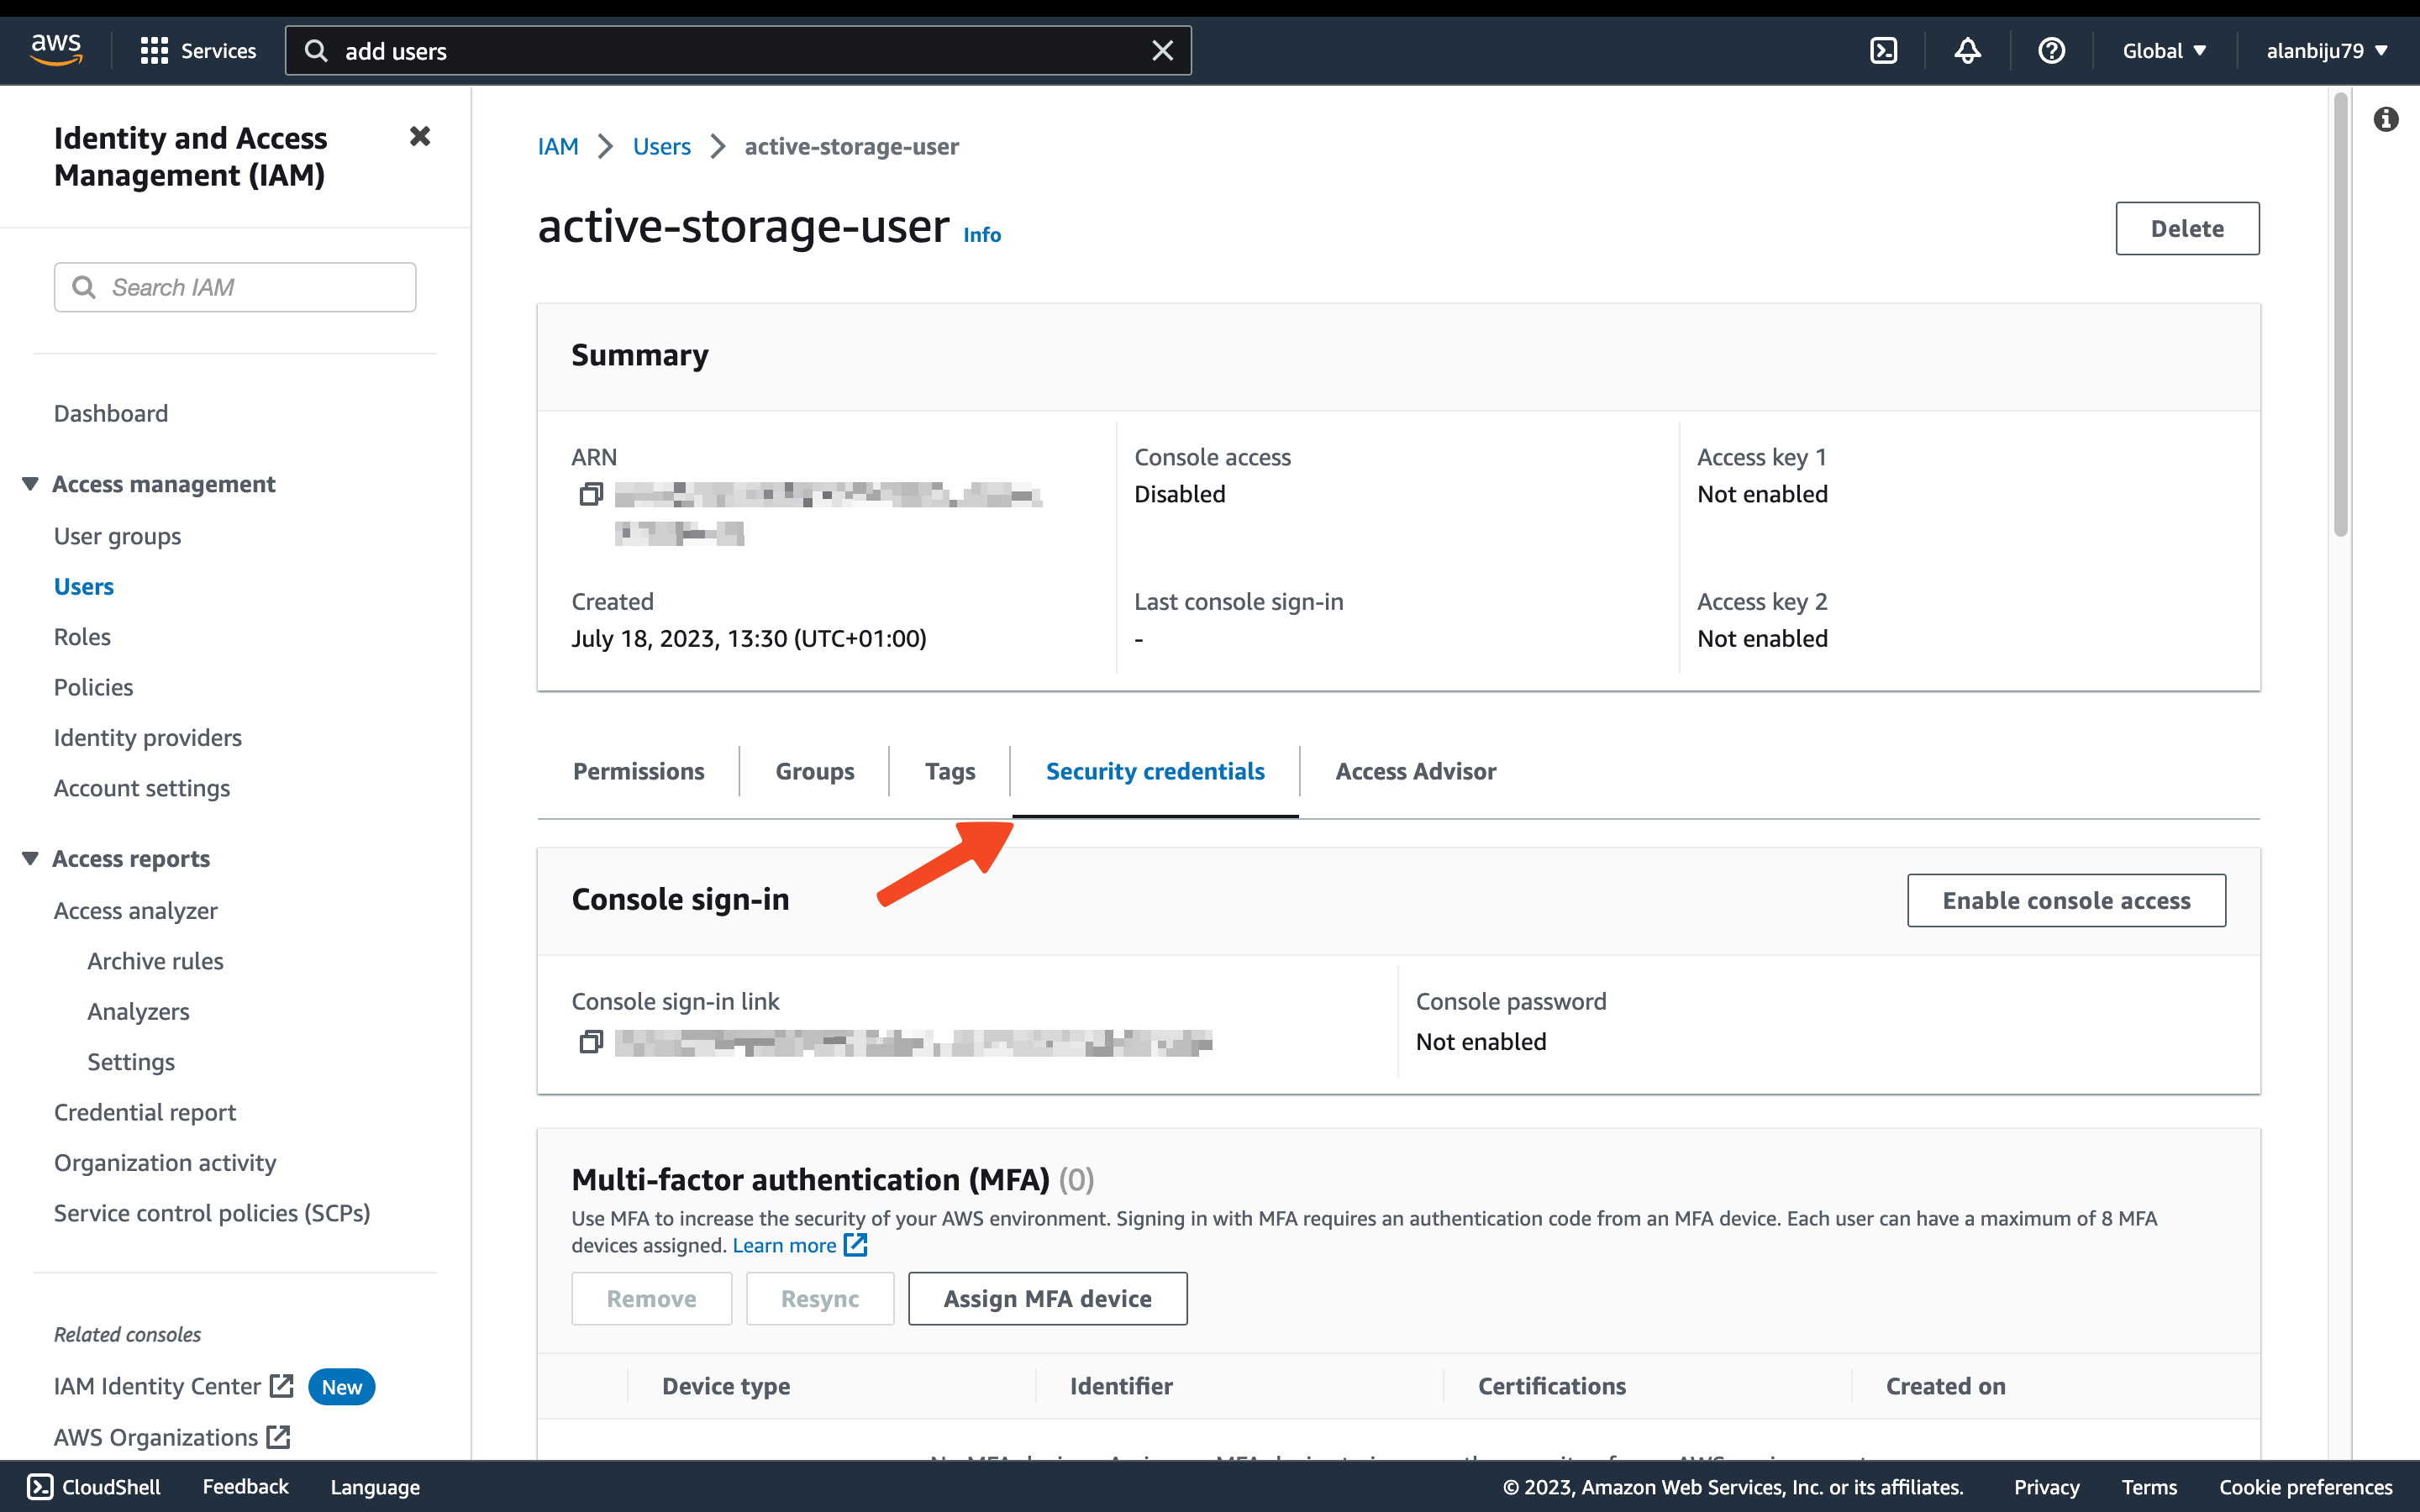 aws
Services
add users
Global
alanbiju79
Identity and Access
Management (IAM)
Search IAM
Dashboard
Access management
User groups
Users
Roles
Policies
Identity providers
Account settings
Access reports
Access analyzer
Archive rules
Analyzers
Settings
Credential report
Organization activity
Service control policies (SCPs)
Related consoles
IAM Identity Center New
AWS Organizations
IAM > Users > active-storage-user
active-storage-user Info
Delete
Summary
ARN
Created
July 18, 2023, 13:30 (UTC+01:00)
Console access
Disabled
Last console sign-in
-
Access key 1
Not enabled
Access key 2
Not enabled
Permissions
Groups
Tags
Security credentials
Access Advisor
Console sign-in
Enable console access
Console sign-in link
Console password
Not enabled
Multi-factor authentication (MFA) (0)
Use MFA to increase the security of your AWS environment. Signing in with MFA requires an authentication code from an MFA device. Each user can have a maximum of 8 MFA
devices assigned. Learn more
Remove
Resync
Assign MFA device
Device type
Identifier
Certifications
Created on
CloudShell
Feedback
Language
© 2023, Amazon Web Services, Inc. or its affiliates.
Privacy
Terms
Cookie preferences